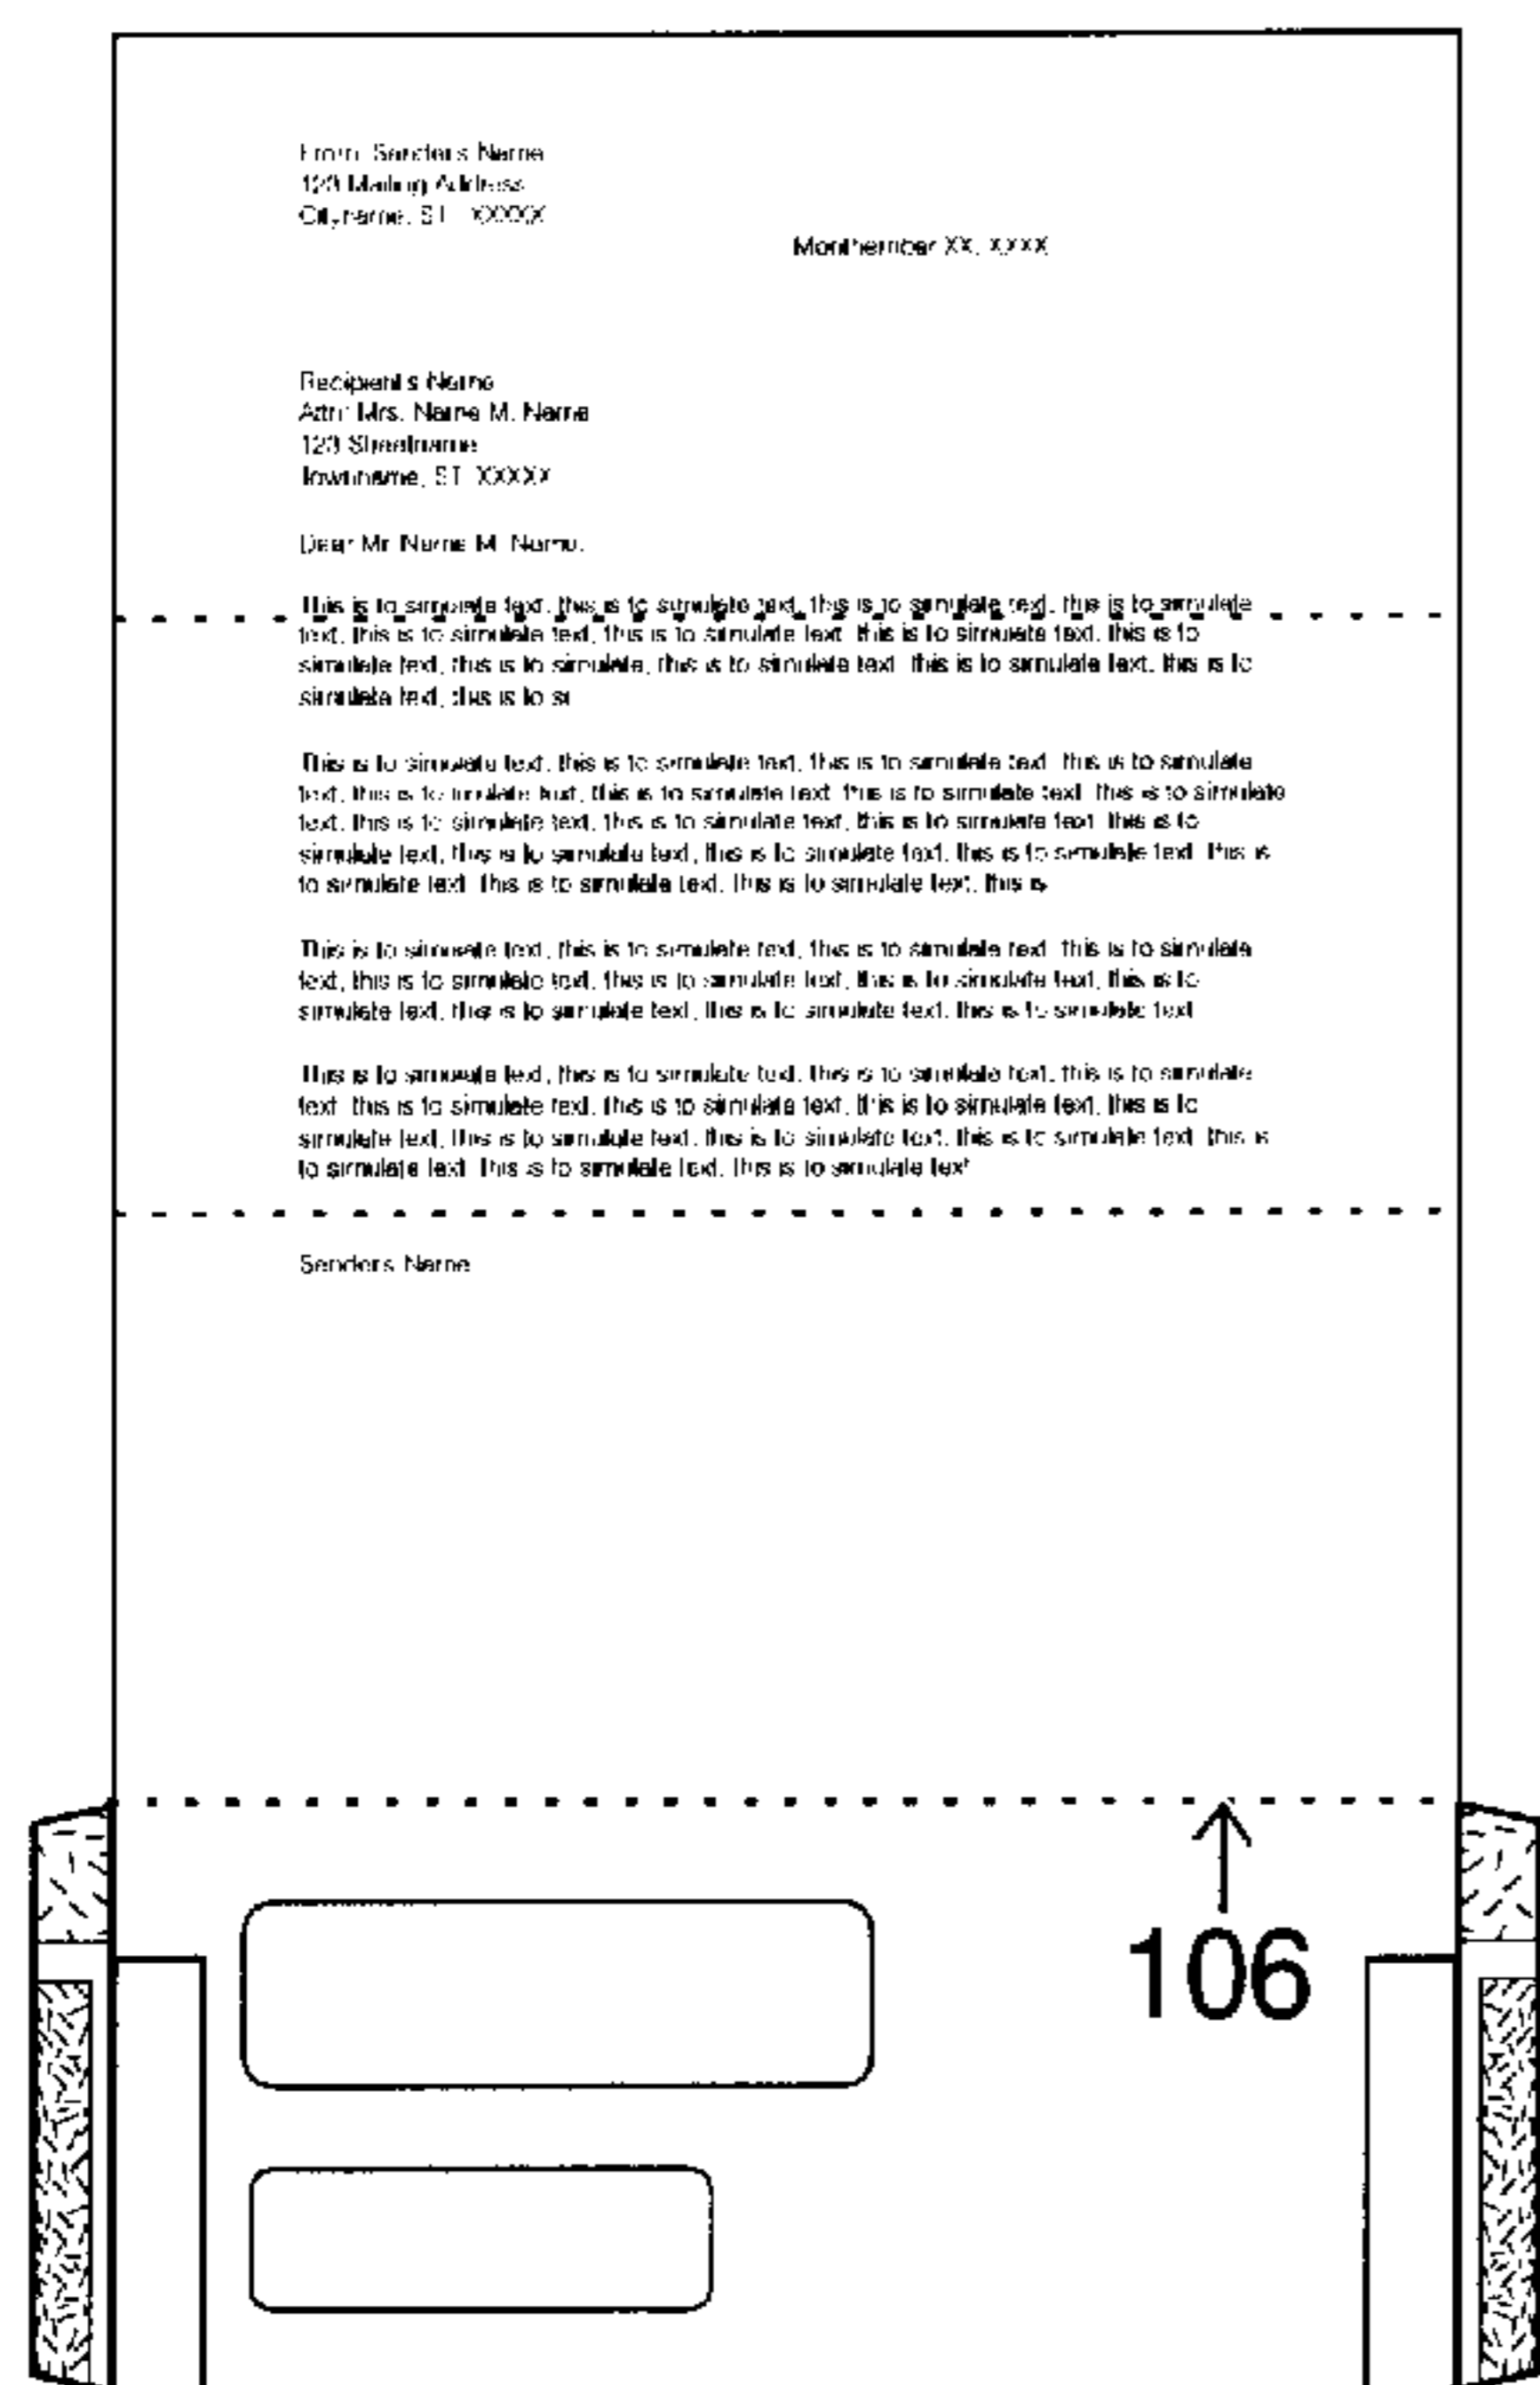 From: Senders Name
123 Mailing Address
Cityname, ST XXXXX
Monthember XX, XXXX
Recipient's Name
Attn: Mrs. Name M. Name
123 Streetname
Townname, ST XXXXX
Dear Mr. Name M. Name,
This is to simulate text, this is to simulate text, this is to simulate text, this is to simulate
text, this is to simulate text, this is to simulate text, this is to simulate text, this is to
simulate text, this is to simulate, this is to simulate text, this is to simulate text, this is to
simulate text, this is to si
This is to simulate text, this is to simulate text, this is to simulate text, this is to simulate
text, this is to text, this is to simulate text, this is to simulate text, this is to simulate
text, this is to simulate text, this is to simulate text, this is to simulate text, this is to
simulate text, this is to simulate text, this is to simulate text, this is to simulate text, this is
to simulate text, this is to simulate text, this is to simulate text, this is
This is to simulate text, this is to simulate text, this is to simulate text, this is to simulate
text, this is to simulate text, this is to simulate text, this is to simulate text, this is to
simulate text, this is to simulate text, this is to simulate text, this is to simulate text
This is to simulate text, this is to simulate text, this is to simulate text, this is to simulate
text, this is to simulate text, this is to simulate text, this is to simulate text, this is to
simulate text, this is to simulate text, this is to simulate text, this is to simulate text, this is
to simulate text, this is to simulate text, this is to simulate text
Senders Name
106